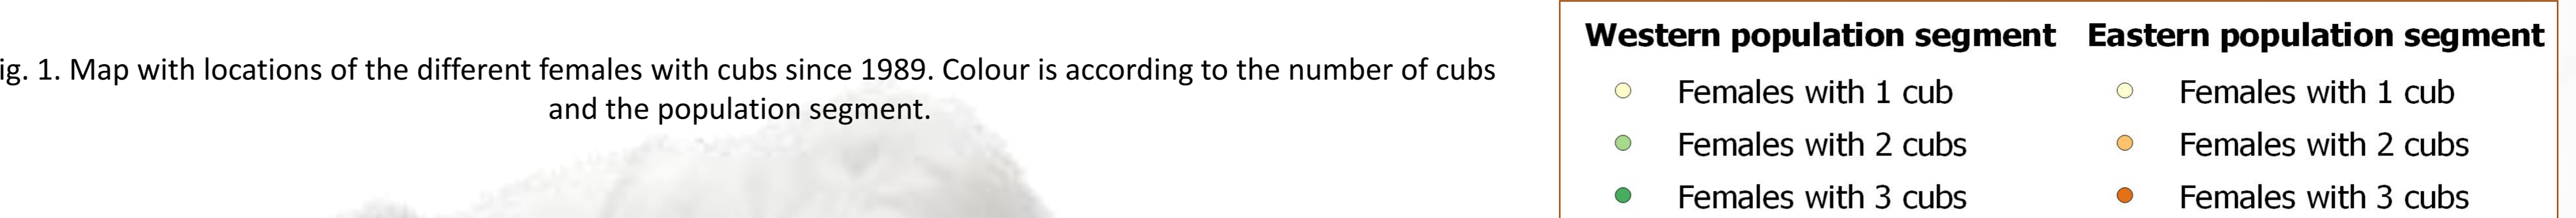 ig. 1. Map with locations of the different females with cubs since 1989. Colour is according to the number of cubs
and the population segment.
Western population segment Eastern population segment
Females with 1 cub Females with 1 cub
Females with 2 cubs Females with 2 cubs
Females with 3 cubs Females with 3 cubs